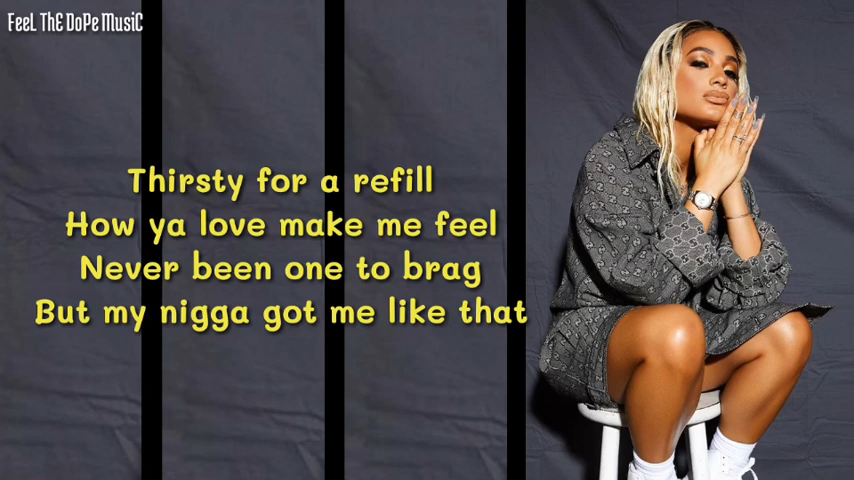 FeeL ThE DoPe MusiC
Thirsty for a refill
How ya love make me feel
Never been one to brag
But my nigga got me like that